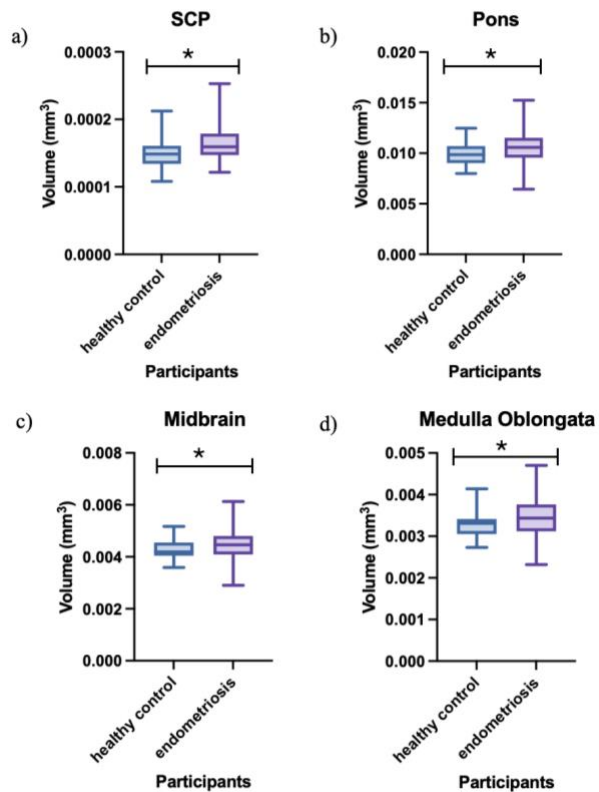 a)
SCP
*
0.0003
0.0002
0.0001
0.0000
Volume (mm³)
healthy control
endometriosis
Participants
b)
Pons
*
0.020
0.015
0.010
0.005
0.000
Volume (mm³)
healthy control
endometriosis
Participants
c)
Midbrain
*
0.008
0.006
0.004
0.002
0.000
Volume (mm³)
healthy control
endometriosis
Participants
d)
Medulla Oblongata
*
0.005
0.004
0.003
0.002
0.001
0.000
Volume (mm³)
healthy control
endometriosis
Participants